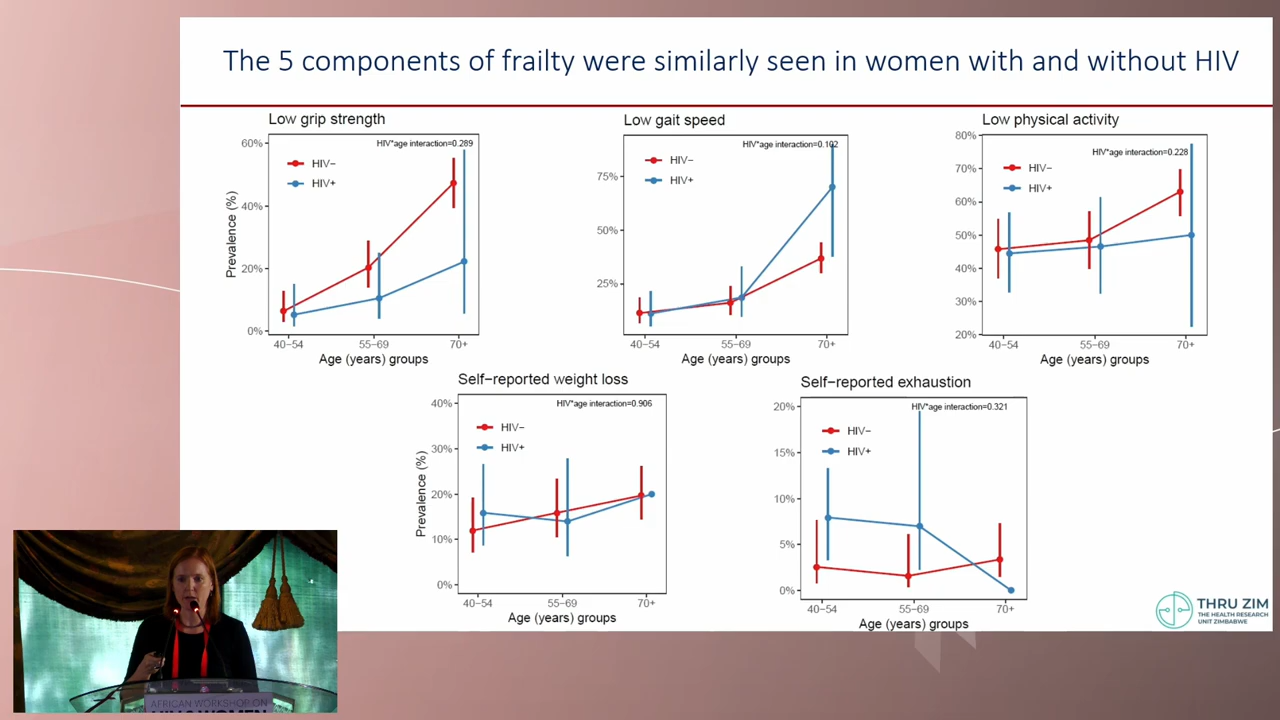 The 5 components of frailty were similarly seen in women with and without HIV
Low grip strength
HIV*age interaction=0.289
HIV−
HIV+
60%
40%
20%
0%
Prevalence (%)
40−54
55−69
70+
Age (years) groups
Low gait speed
HIV*age interaction=0.102
HIV−
HIV+
75%
50%
25%
40−54
55−69
70+
Age (years) groups
Low physical activity
HIV*age interaction=0.228
HIV−
HIV+
80%
70%
60%
50%
40%
30%
20%
40−54
55−69
70+
Age (years) groups
Self−reported weight loss
HIV*age interaction=0.906
HIV−
HIV+
40%
30%
20%
10%
0%
Prevalence (%)
40−54
55−69
70+
Age (years) groups
Self−reported exhaustion
HIV*age interaction=0.321
HIV−
HIV+
20%
15%
10%
5%
0%
40−54
55−69
70+
Age (years) groups
THRU ZIM
THE HEALTH RESEARCH
UNIT ZIMBABWE
AFRICAN WORKSHOP ON
WOMEN